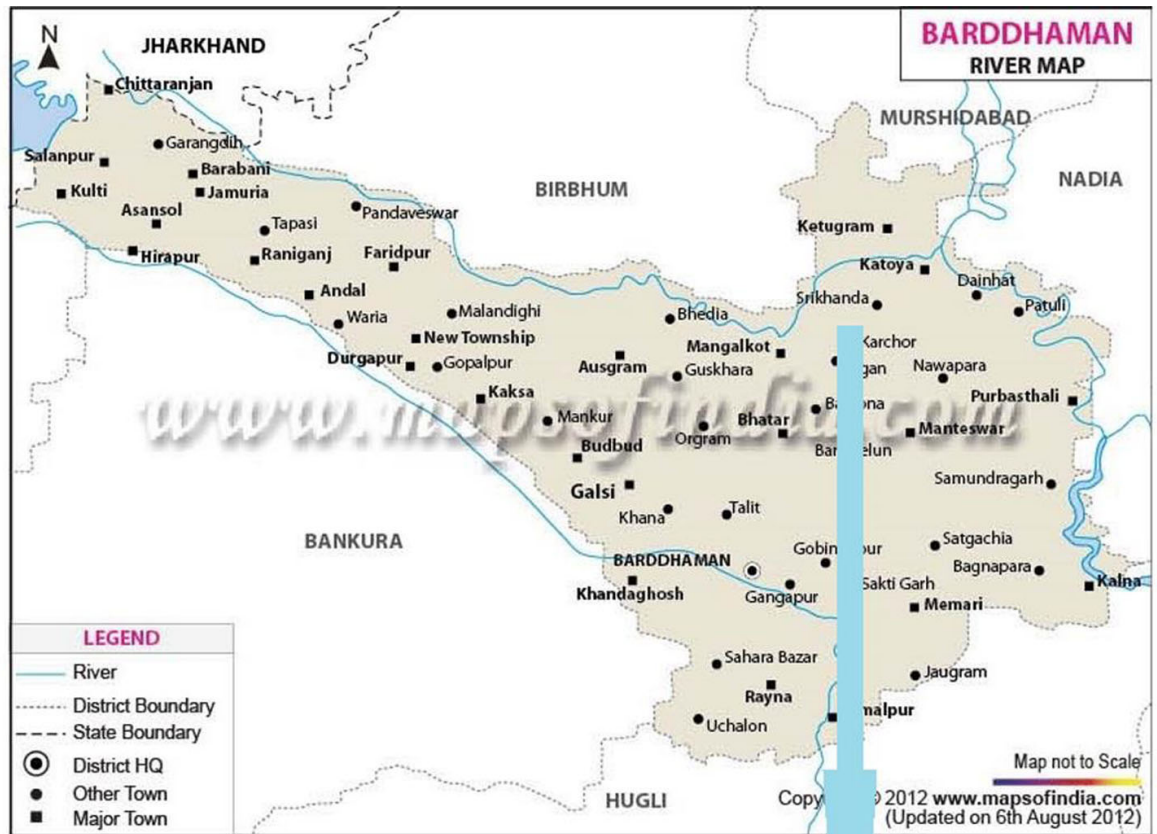 BARDDHAMAN
RIVER MAP
N
JHARKHAND
Chittaranjan
MURSHIDABAD
Garangdih
Salanpur
Barabani
NADIA
Kulti
Jamuria
BIRBHUM
Asansol
Pandaveswar
Tapasi
Ketugram
Hirapur
Raniganj
Faridpur
Katoya
Dainhat
Andal
Srikhanda
Patuli
Waria
Malandighi
Bhedia
New Township
Karchor
Durgapur
Gopalpur
Ausgram
Mangalkot
Guskhara
Nawapara
Kaksa
Purbasthali
www.mapsofindia.com
Mankur
Bhatar
Orgram
Manteswar
Budbud
Samundragarh
Galsi
Khana
Talit
BANKURA
Satgachia
BARDDHAMAN
Bagnapara
Khandaghosh
Gangapur
Sakti Garh
Kalna
Memari
LEGEND
River
Sahara Bazar
Jaugram
District Boundary
Rayna
State Boundary
Uchalon
District HQ
Map not to Scale
Other Town
HUGLI
2012 www.mapsofindia.com
Major Town
(Updated on 6th August 2012)